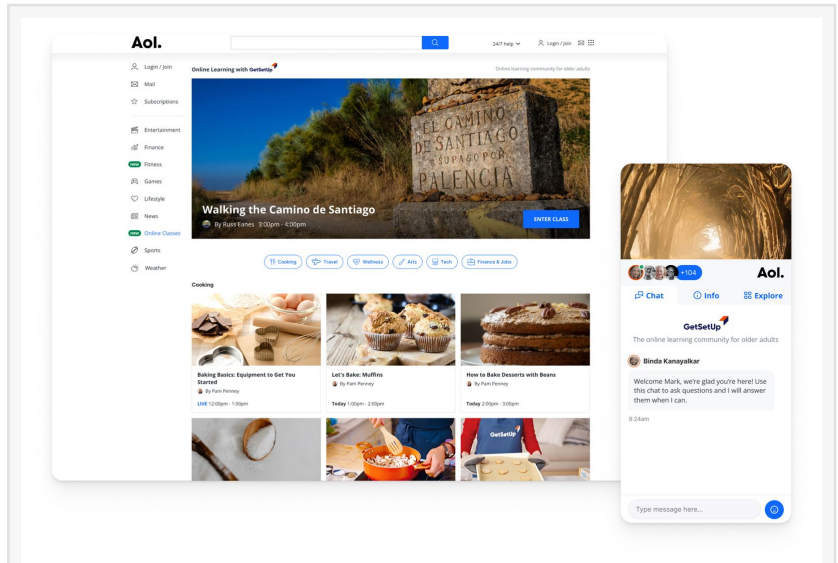 Aol.
24/7 help
Login / Join
Login / Join
Mail
Subscriptions
Entertainment
Finance
new Fitness
Games
Lifestyle
News
new Online Classes
Sports
Weather
Online Learning with GetSetUp
Online learning community for older adults
EL CAMINO
DE SANTIAGO
SUPASO POR
PALENCIA
Walking the Camino de Santiago
By Russ Eanes 3:00pm - 4:00pm
ENTER CLASS
Cooking
Travel
Wellness
Arts
Tech
Finance & Jobs
Cooking
Baking Basics: Equipment to Get You
Started
By Pam Penney
LIVE 12:00pm - 1:00pm
Let's Bake: Muffins
By Pam Penney
Today 1:00pm - 2:00pm
How to Bake Desserts with Beans
By Pam Penney
Today 2:00pm - 3:00pm
GetSetUp
+104
Aol.
Chat
Info
Explore
GetSetUp
The online learning community for older adults
Binda Kanayalkar
Welcome Mark, we're glad you're here! Use
this chat to ask questions and I will answer
them when I can.
8:24am
Type message here...